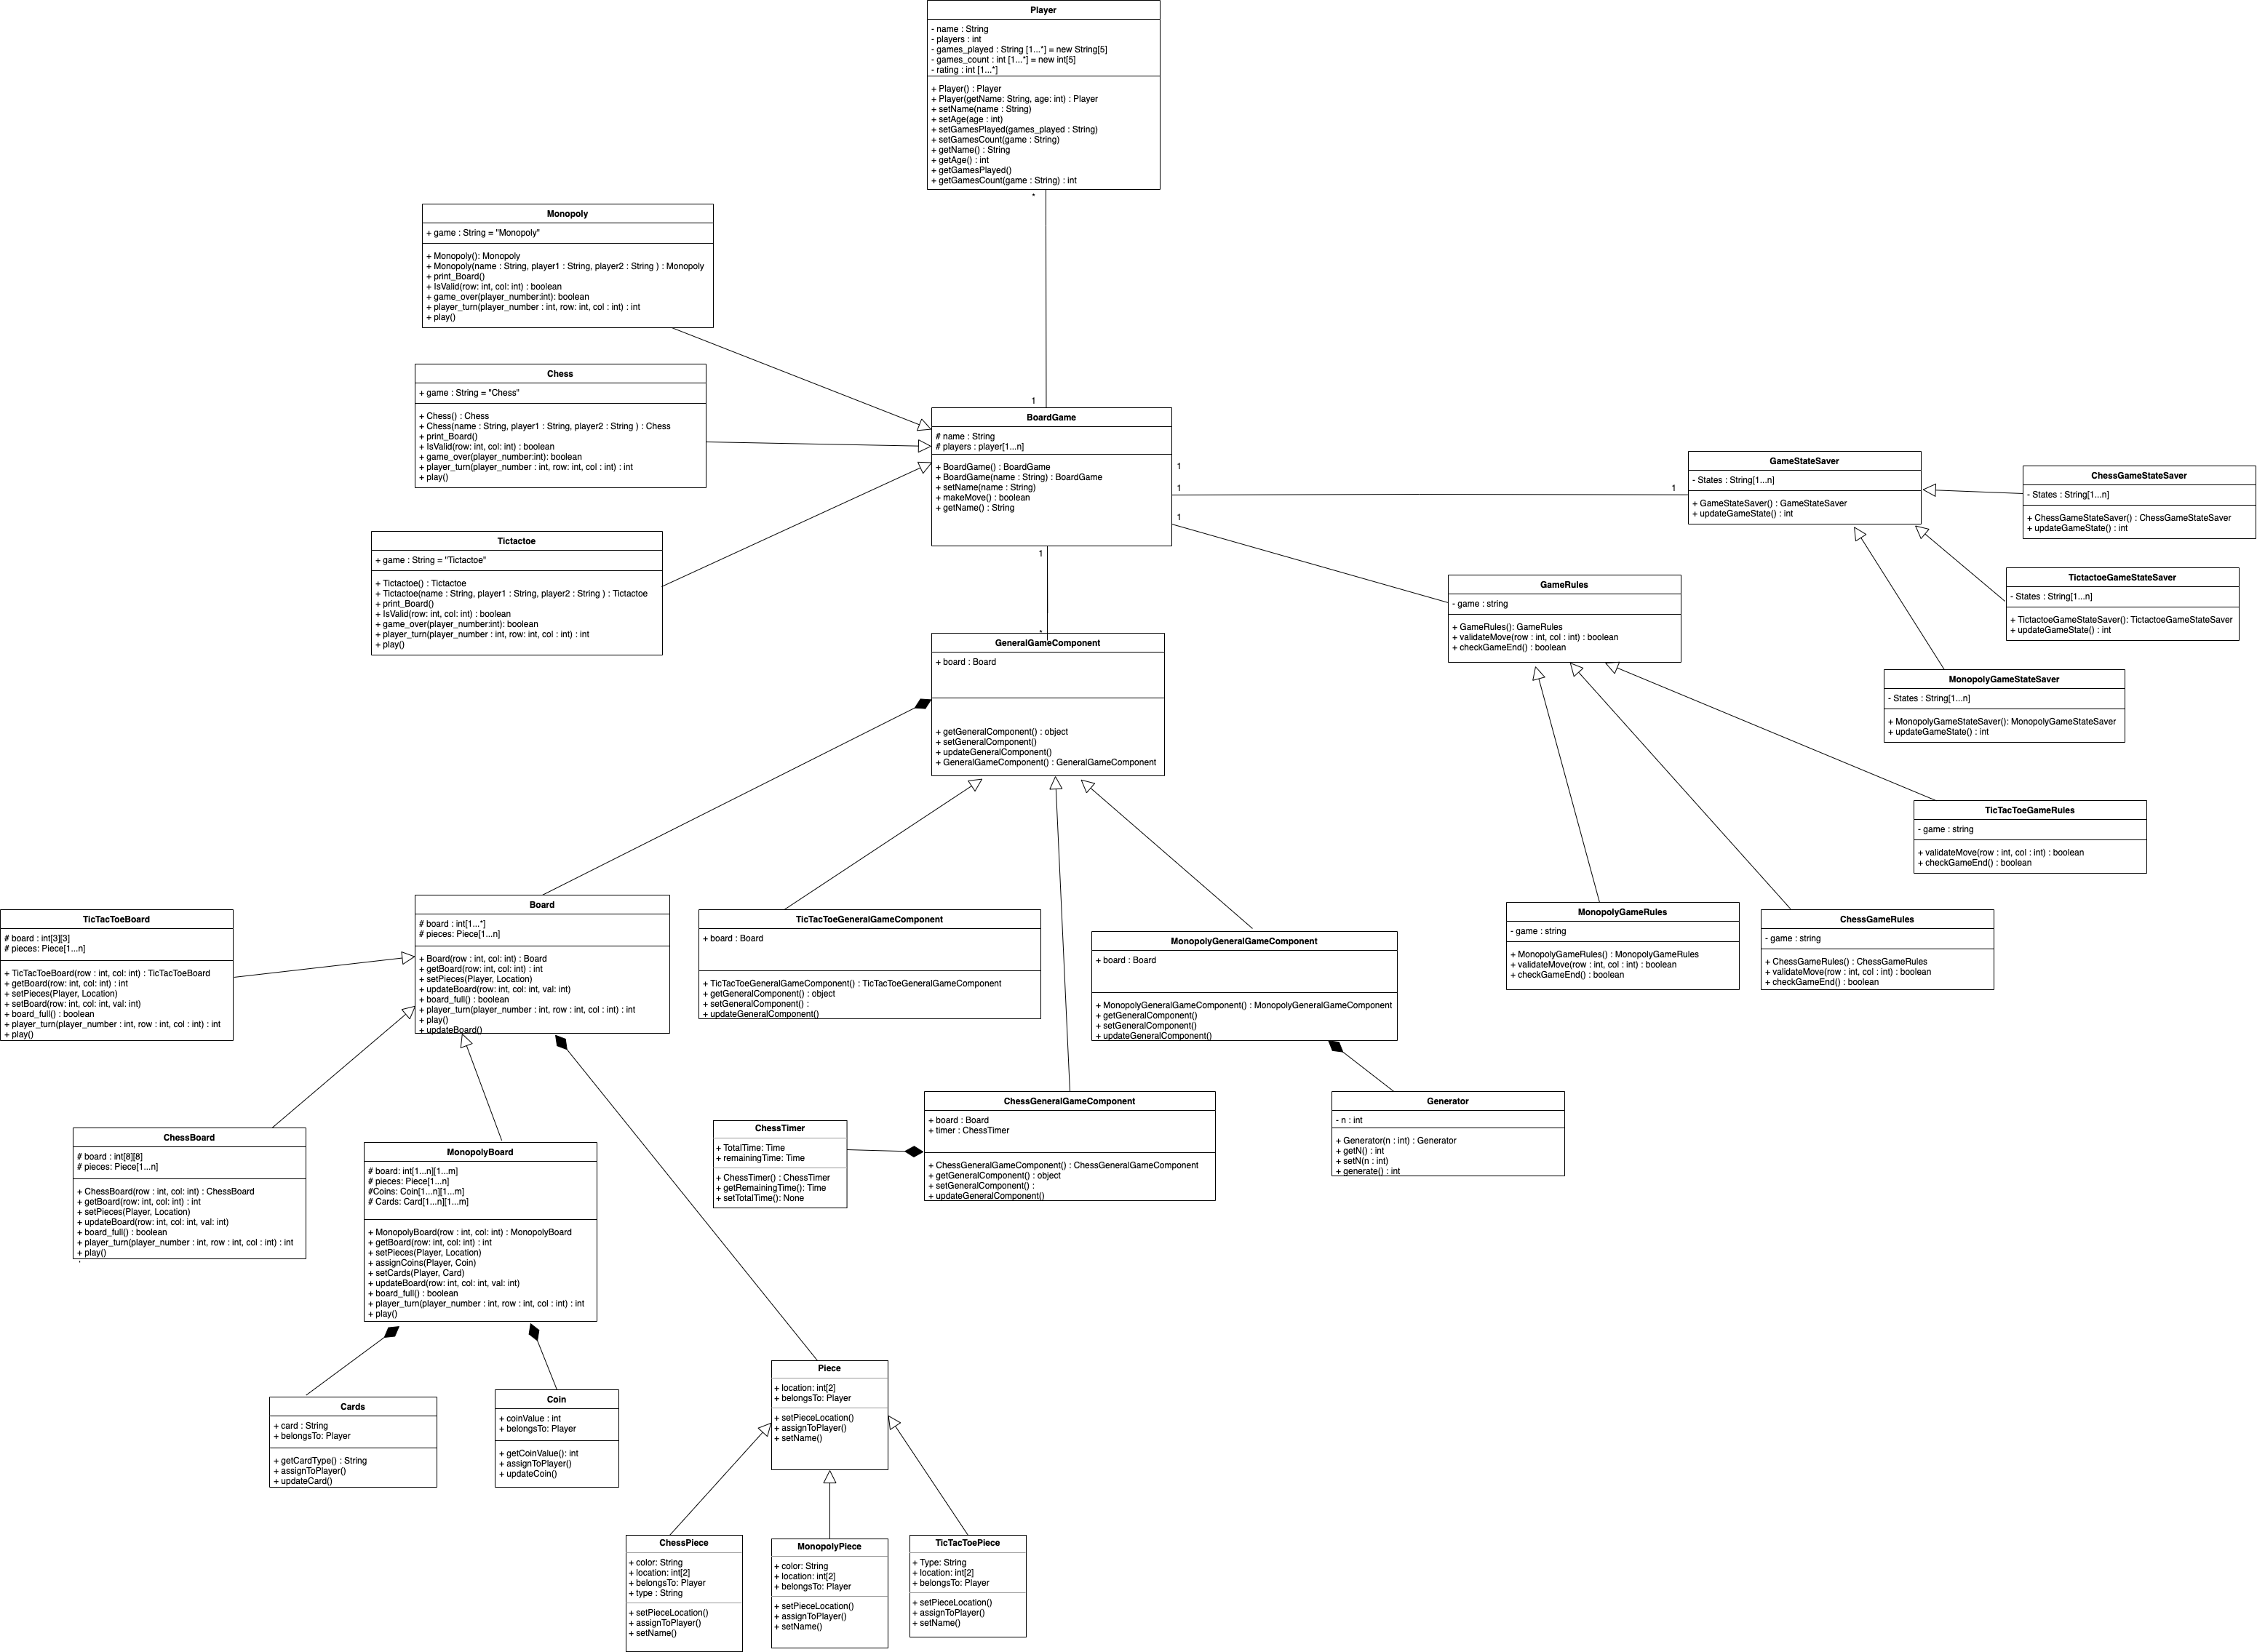 Player
- name : String
- players : int
- games_played : String [1...*] = new String[5]
- games_count : int [1...*] = new int[5]
- rating : int [1...*]
+ Player() : Player
+ Player(getName: String, age: int) : Player
+ setName(name : String)
+ setAge(age : int)
+ setGamesPlayed(games_played : String)
+ setGamesCount(game : String)
+ getName() : String
+ getAge() : int
+ getGamesPlayed()
+ getGamesCount(game : String) : int
*
1
Monopoly
+ game : String = "Monopoly"
+ Monopoly(): Monopoly
+ Monopoly(name : String, player1 : String, player2 : String ) : Monopoly
+ print_Board()
+ IsValid(row: int, col: int) : boolean
+ game_over(player_number:int): boolean
+ player_turn(player_number : int, row: int, col : int) : int
+ play()
Chess
+ game : String = "Chess"
+ Chess() : Chess
+ Chess(name : String, player1 : String, player2 : String ) : Chess
+ print_Board()
+ IsValid(row: int, col: int) : boolean
+ game_over(player_number:int): boolean
+ player_turn(player_number : int, row: int, col : int) : int
+ play()
Tictactoe
+ game : String = "Tictactoe"
+ Tictactoe() : Tictactoe
+ Tictactoe(name : String, player1 : String, player2 : String ) : Tictactoe
+ print_Board()
+ IsValid(row: int, col: int) : boolean
+ game_over(player_number:int): boolean
+ player_turn(player_number : int, row: int, col : int) : int
+ play()
BoardGame
# name : String
# players : player[1...n]
+ BoardGame() : BoardGame
+ BoardGame(name : String) : BoardGame
+ setName(name : String)
+ makeMove() : boolean
+ getName() : String
1
1
1
1
1
*
GameStateSaver
- States : String[1...n]
+ GameStateSaver() : GameStateSaver
+ updateGameState() : int
ChessGameStateSaver
- States : String[1...n]
+ ChessGameStateSaver() : ChessGameStateSaver
+ updateGameState() : int
TictactoeGameStateSaver
- States : String[1...n]
+ TictactoeGameStateSaver(): TictactoeGameStateSaver
+ updateGameState() : int
MonopolyGameStateSaver
- States : String[1...n]
+ MonopolyGameStateSaver(): MonopolyGameStateSaver
+ updateGameState() : int
GameRules
- game : string
+ GameRules(): GameRules
+ validateMove(row : int, col : int) : boolean
+ checkGameEnd() : boolean
GeneralGameComponent
+ board : Board
+ getGeneralComponent() : object
+ setGeneralComponent()
+ updateGeneralComponent()
+ GeneralGameComponent() : GeneralGameComponent
TicTacToeGameRules
- game : string
+ validateMove(row : int, col : int) : boolean
+ checkGameEnd() : boolean
MonopolyGameRules
- game : string
+ MonopolyGameRules() : MonopolyGameRules
+ validateMove(row : int, col : int) : boolean
+ checkGameEnd() : boolean
ChessGameRules
- game : string
+ ChessGameRules() : ChessGameRules
+ validateMove(row : int, col : int) : boolean
+ checkGameEnd() : boolean
TicTacToeBoard
# board : int[3][3]
# pieces: Piece[1...n]
+ TicTacToeBoard(row : int, col: int) : TicTacToeBoard
+ getBoard(row: int, col: int) : int
+ setPieces(Player, Location)
+ setBoard(row: int, col: int, val: int)
+ board_full() : boolean
+ player_turn(player_number : int, row : int, col : int) : int
+ play()
Board
# board : int[1...*]
# pieces: Piece[1...n]
+ Board(row : int, col: int) : Board
+ getBoard(row: int, col: int) : int
+ setPieces(Player, Location)
+ updateBoard(row: int, col: int, val: int)
+ board_full() : boolean
+ player_turn(player_number : int, row : int, col : int) : int
+ play()
+ updateBoard()
TicTacToeGeneralGameComponent
+ board : Board
+ TicTacToeGeneralGameComponent() : TicTacToeGeneralGameComponent
+ getGeneralComponent() : object
+ setGeneralComponent() :
+ updateGeneralComponent()
MonopolyGeneralGameComponent
+ board : Board
+ MonopolyGeneralGameComponent() : MonopolyGeneralGameComponent
+ getGeneralComponent()
+ setGeneralComponent()
+ updateGeneralComponent()
ChessBoard
# board : int[8][8]
# pieces: Piece[1...n]
+ ChessBoard(row : int, col: int) : ChessBoard
+ getBoard(row: int, col: int) : int
+ setPieces(Player, Location)
+ updateBoard(row: int, col: int, val: int)
+ board_full() : boolean
+ player_turn(player_number : int, row : int, col : int) : int
+ play()
MonopolyBoard
# board: int[1...n][1...m]
# pieces: Piece[1...n]
#Coins: Coin[1...n][1...m]
# Cards: Card[1...n][1...m]
+ MonopolyBoard(row : int, col: int) : MonopolyBoard
+ getBoard(row: int, col: int) : int
+ setPieces(Player, Location)
+ assignCoins(Player, Coin)
+ setCards(Player, Card)
+ updateBoard(row: int, col: int, val: int)
+ board_full() : boolean
+ player_turn(player_number : int, row : int, col : int) : int
+ play()
ChessTimer
+ TotalTime: Time
+ remainingTime: Time
+ ChessTimer() : ChessTimer
+ getRemainingTime(): Time
+ setTotalTime(): None
ChessGeneralGameComponent
+ board : Board
+ timer : ChessTimer
+ ChessGeneralGameComponent() : ChessGeneralGameComponent
+ getGeneralComponent() : object
+ setGeneralComponent() :
+ updateGeneralComponent()
Generator
- n : int
+ Generator(n : int) : Generator
+ getN() : int
+ setN(n : int)
+ generate() : int
Cards
+ card : String
+ belongsTo: Player
+ getCardType() : String
+ assignToPlayer()
+ updateCard()
Coin
+ coinValue : int
+ belongsTo: Player
+ getCoinValue(): int
+ assignToPlayer()
+ updateCoin()
Piece
+ location: int[2]
+ belongsTo: Player
+ setPieceLocation()
+ assignToPlayer()
+ setName()
ChessPiece
+ color: String
+ location: int[2]
+ belongsTo: Player
+ type : String
+ setPieceLocation()
+ assignToPlayer()
+ setName()
MonopolyPiece
+ color: String
+ location: int[2]
+ belongsTo: Player
+ setPieceLocation()
+ assignToPlayer()
+ setName()
TicTacToePiece
+ Type: String
+ location: int[2]
+ belongsTo: Player
+ setPieceLocation()
+ assignToPlayer()
+ setName()